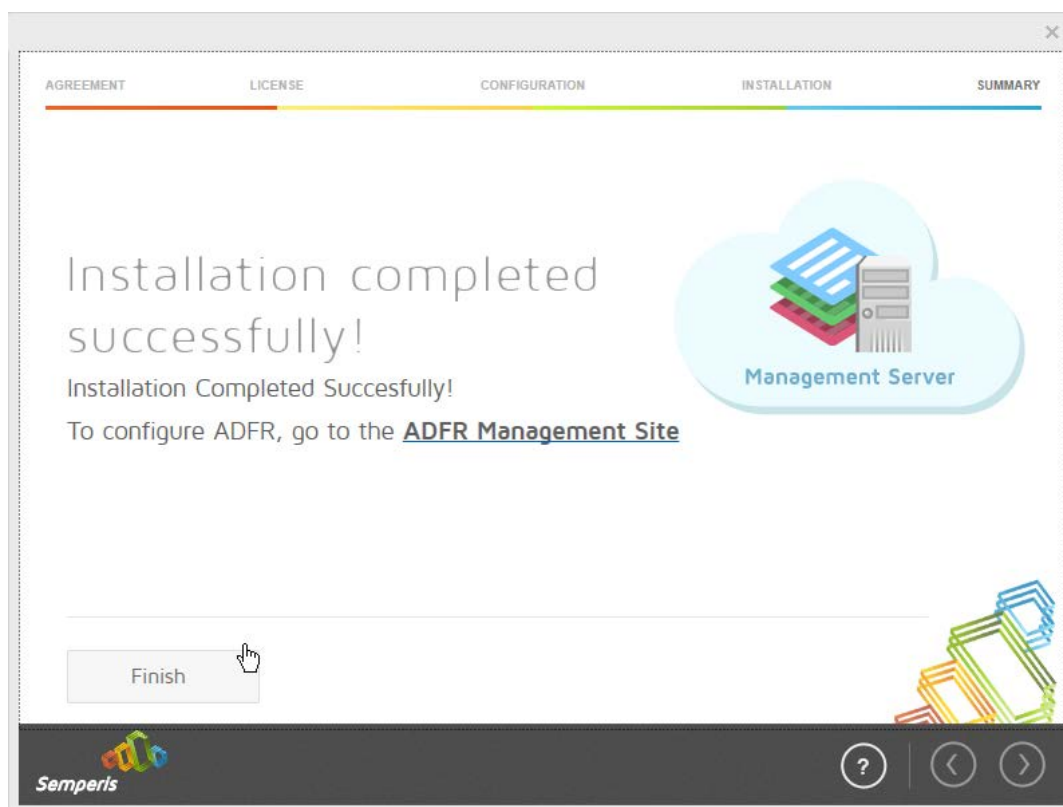 AGREEMENT LICENSE CONFIGURATION INSTALLATION SUMMARY
Installation completed
successfully!
Installation Completed Succesfully!
To configure ADFR, go to the ADFR Management Site
Management Server
Finish
Semperis
?